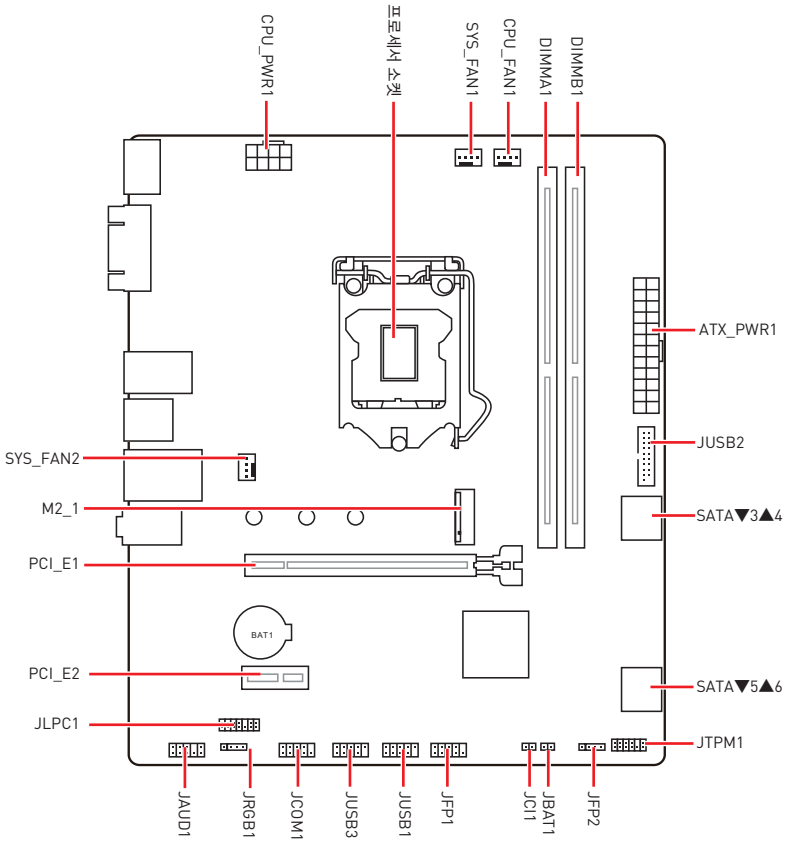 CPU_PWR1
프로세서 소켓
SYS_FAN1
CPU_FAN1
DIMMA1
DIMMB1
ATX_PWR1
JUSB2
SYS_FAN2
M2_1
SATA▼3▲4
PCI_E1
BAT1
PCI_E2
SATA▼5▲6
JLPC1
JTPM1
JAUD1
JRGB1
JCOM1
JUSB3
JUSB1
JFP1
JCI1
JBAT1
JFP2